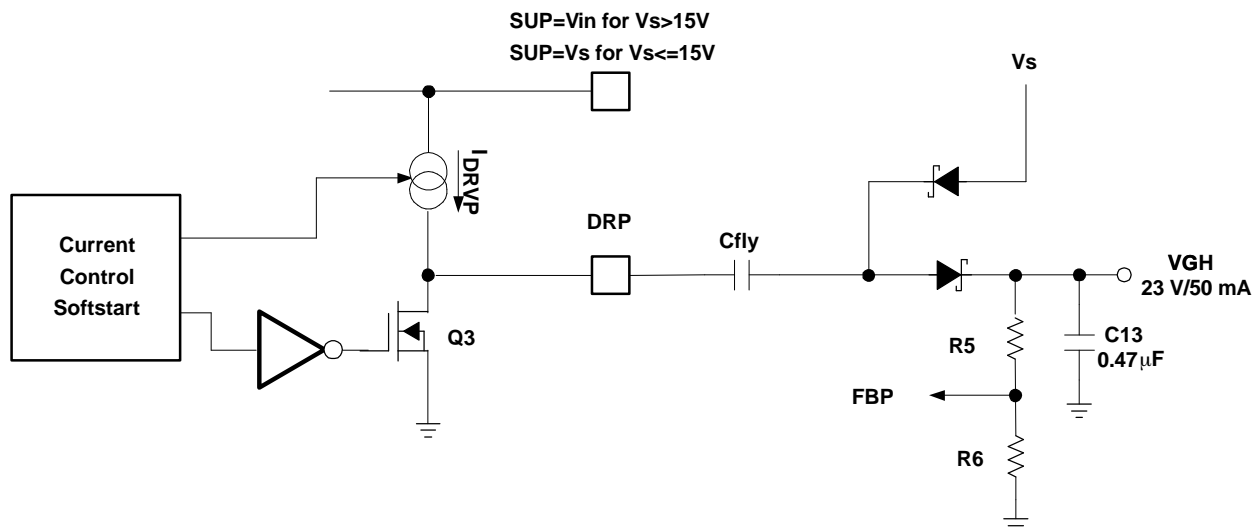 SUP=Vin for Vs>15V
SUP=Vs for Vs<=15V
Vs
IDRVP
Current
Control
Softstart
DRP
Cfly
VGH
23 V/50 mA
Q3
R5
C13
0.47µF
FBP
R6